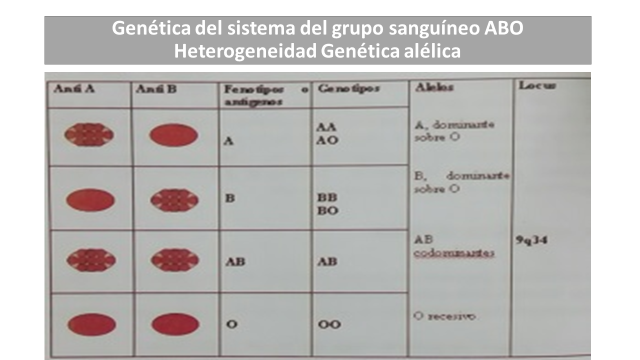 Genética del sistema del grupo sanguíneo ABO
Heterogeneidad Genética alélica
Anti A
Anti B
Fenotipos o
antígenos
Genotipos
Alelos
Locus
A
AA
AO
A, dominante
sobre O
B
BB
BO
B, dominante
sobre O
AB
AB
AB
codominantes
9q34
O
OO
O recesivo